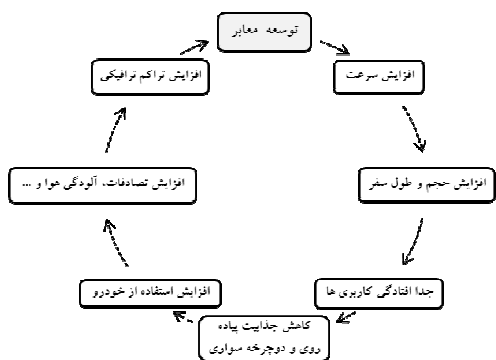 توسعه معابر
افزایش سرعت
افزایش حجم و طول سفر
جدا افتادگی کاربری ها
کاهش جذابیت پیاده
روی و دوچرخه سواری
افزایش استفاده از خودرو
افزایش تصادفات، آلودگی هوا و ...
افزایش تراکم ترافیکی